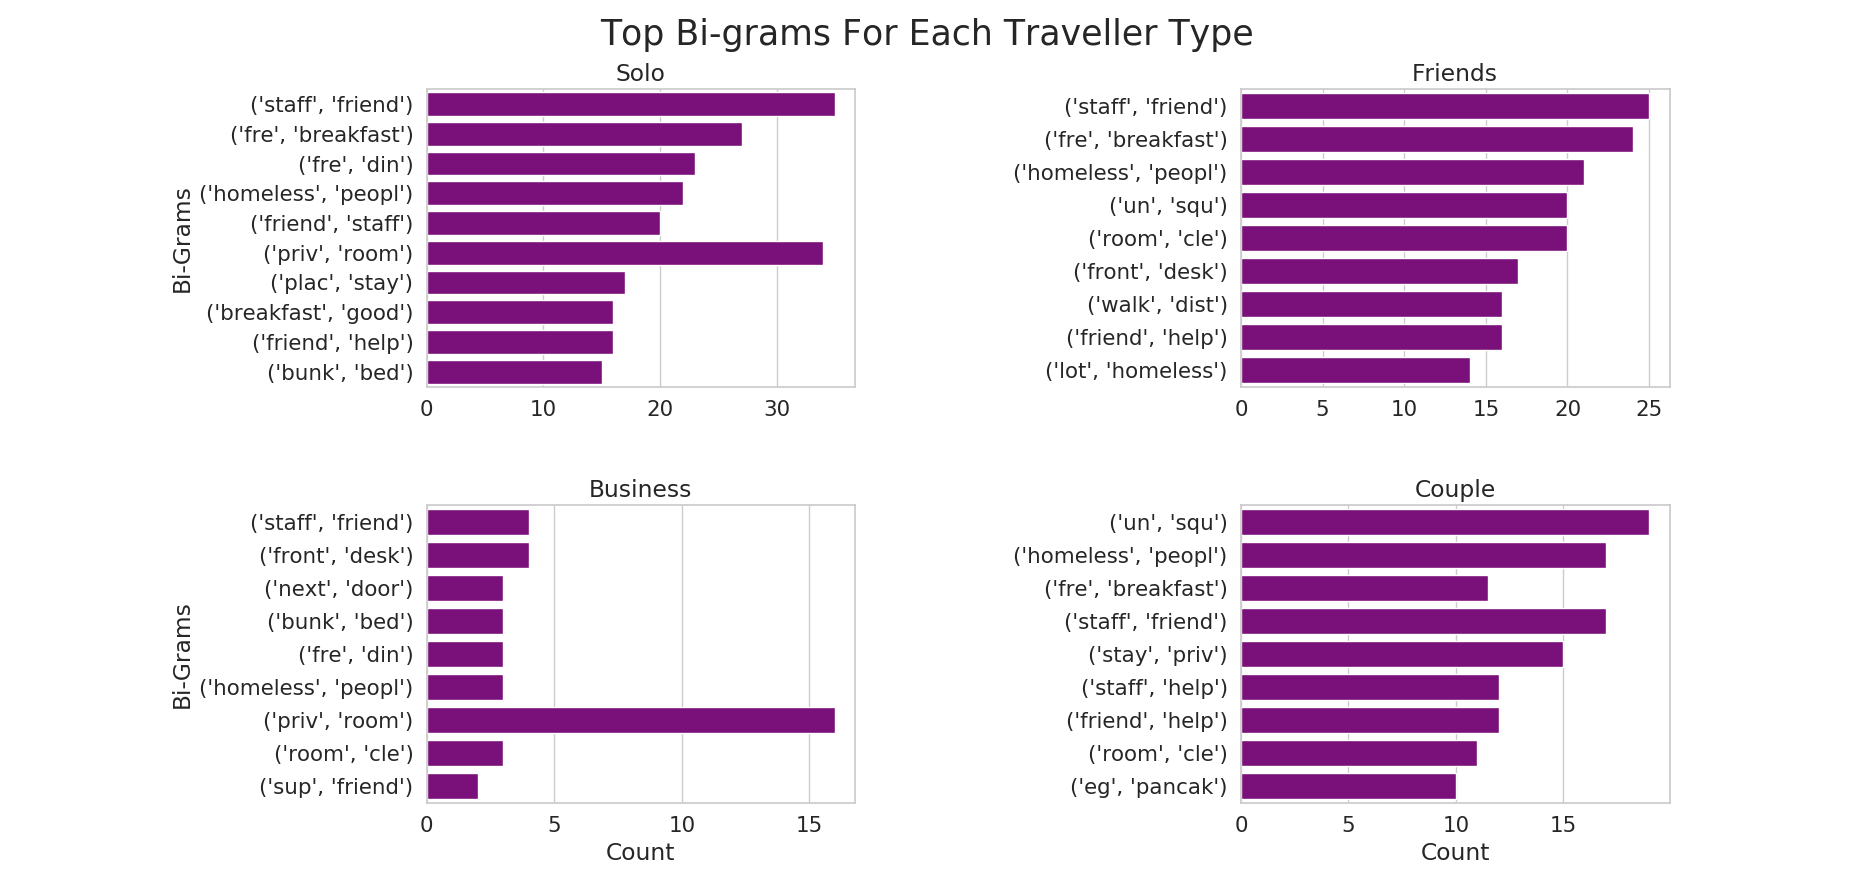 Top Bi-grams For Each Traveller Type
Solo
Bi-Grams
('staff', 'friend')
('fre', 'breakfast')
('fre', 'din')
('homeless', 'peopl')
('friend', 'staff')
('priv', 'room')
('plac', 'stay')
('breakfast', 'good')
('friend', 'help')
('bunk', 'bed')
0 10 20 30
Friends
('staff', 'friend')
('fre', 'breakfast')
('homeless', 'peopl')
('un', 'squ')
('room', 'cle')
('front', 'desk')
('walk', 'dist')
('friend', 'help')
('lot', 'homeless')
0 5 10 15 20 25
Business
Bi-Grams
('staff', 'friend')
('front', 'desk')
('next', 'door')
('bunk', 'bed')
('fre', 'din')
('homeless', 'peopl')
('priv', 'room')
('room', 'cle')
('sup', 'friend')
0 5 10 15
Count
Couple
('un', 'squ')
('homeless', 'peopl')
('fre', 'breakfast')
('staff', 'friend')
('stay', 'priv')
('staff', 'help')
('friend', 'help')
('room', 'cle')
('eg', 'pancak')
0 5 10 15
Count